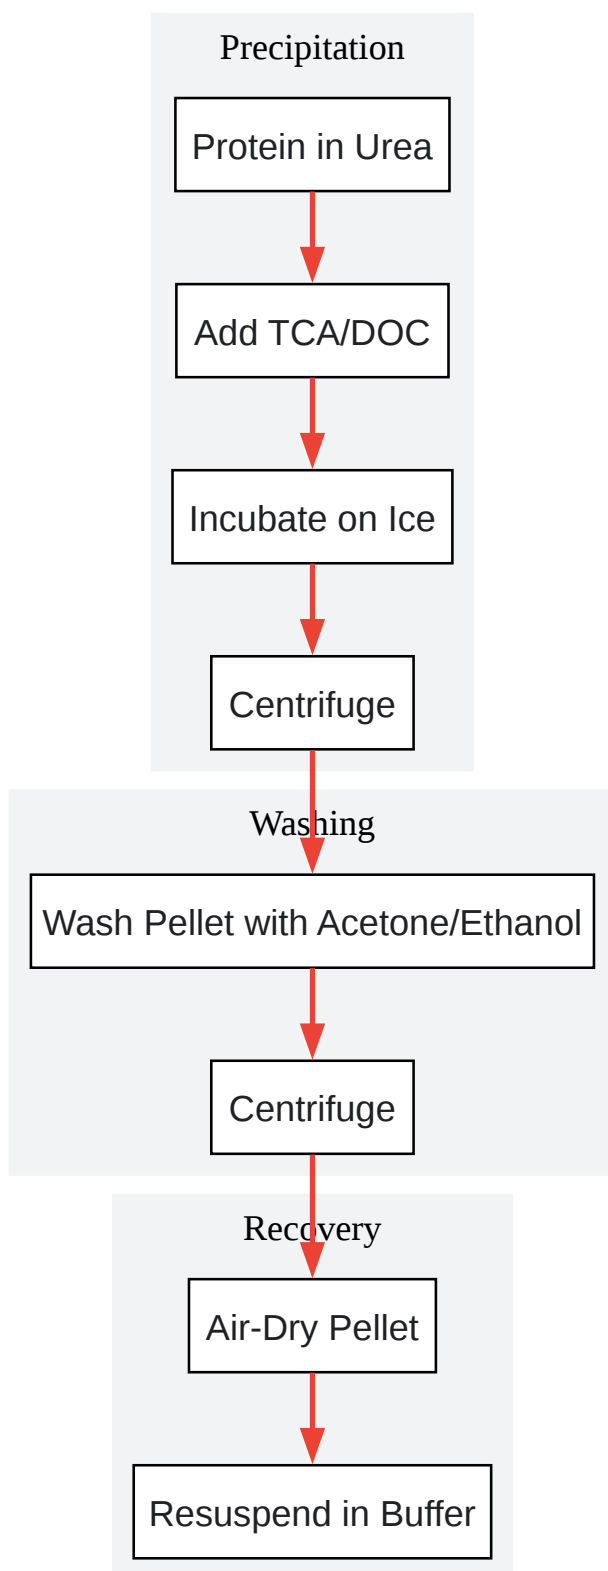 Precipitation
Protein in Urea
Add TCA/DOC
Incubate on Ice
Centrifuge
Washing
Wash Pellet with Acetone/Ethanol
Centrifuge
Recovery
Air-Dry Pellet
Resuspend in Buffer